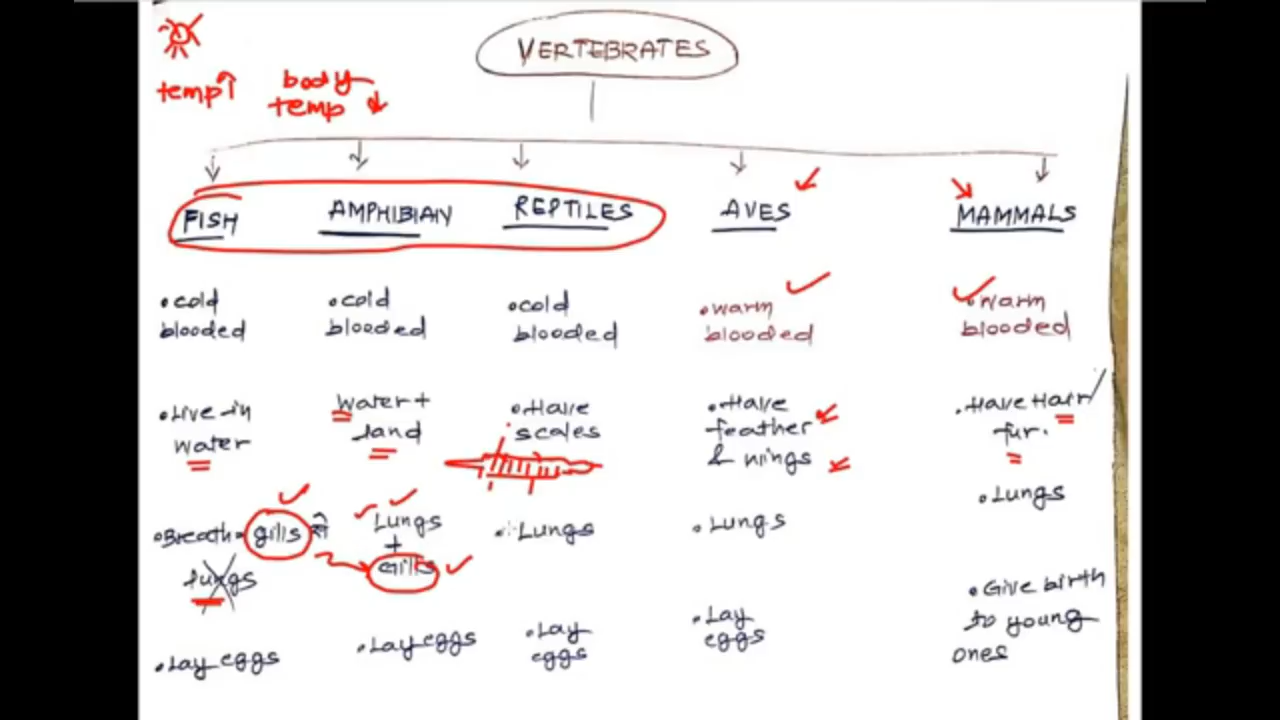 VERTEBRATES
temp↑
body
temp ↓
FISH
AMPHIBIAN
REPTILES
AVES
MAMMALS
•cold
blooded
•cold
blooded
•cold
blooded
•warm
blooded
•warm
blooded
•Live in
water
water+
land
•Have
scales
•Have
feather
& wings
•Have Hair/
fur.
•Breath gills से
lungs
Lungs
+
Gills
•Lungs
•Lungs
•Lungs
•Lay eggs
•Lay eggs
•Lay
eggs
•Lay
eggs
•Give birth
to young
ones